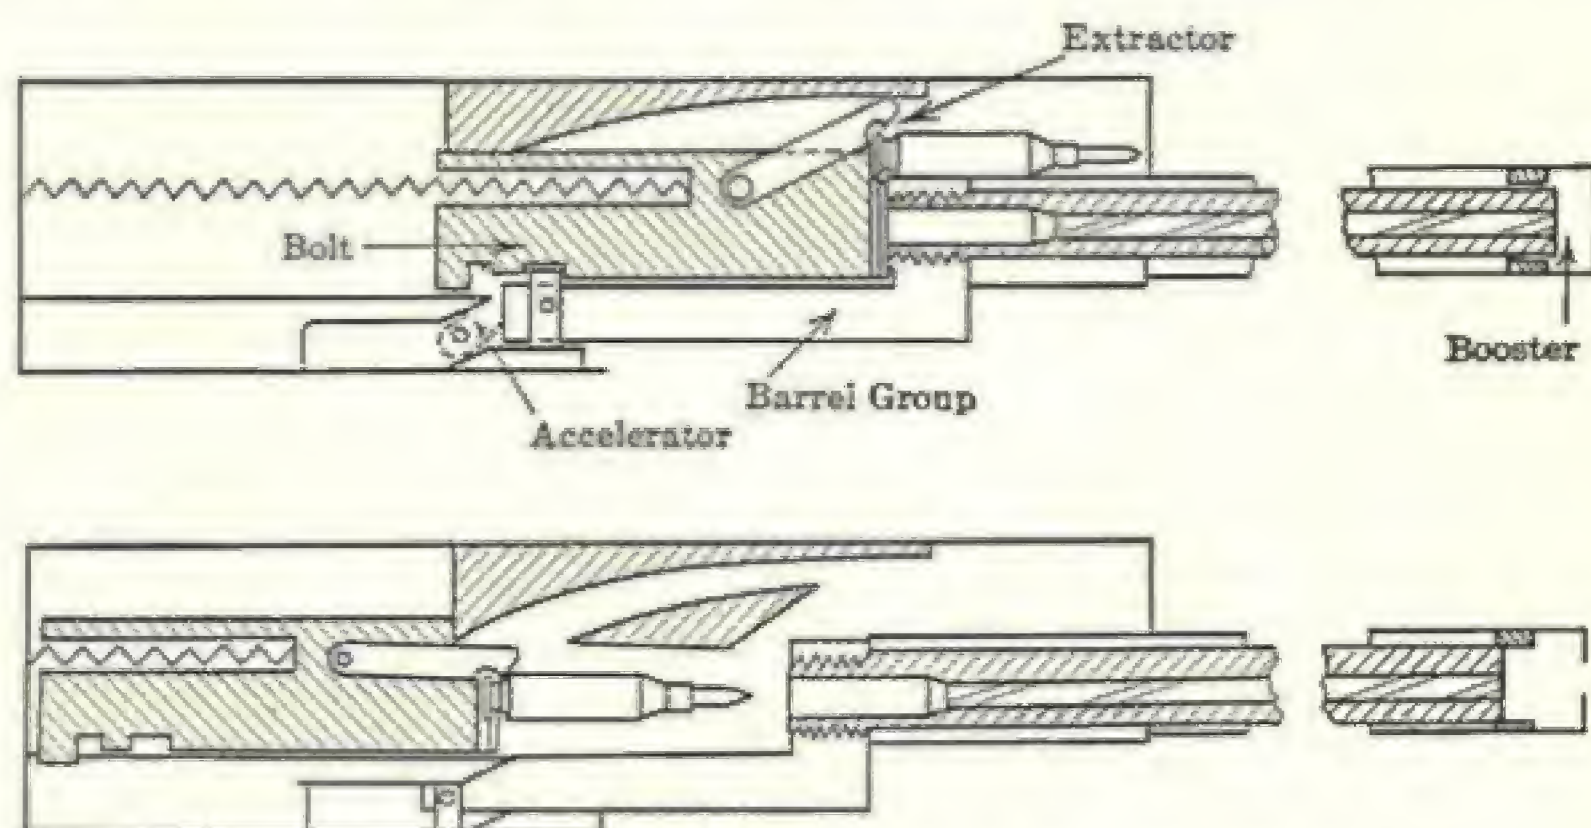 Extractor
Bolt
Booster
Barrel Group
Accelerator